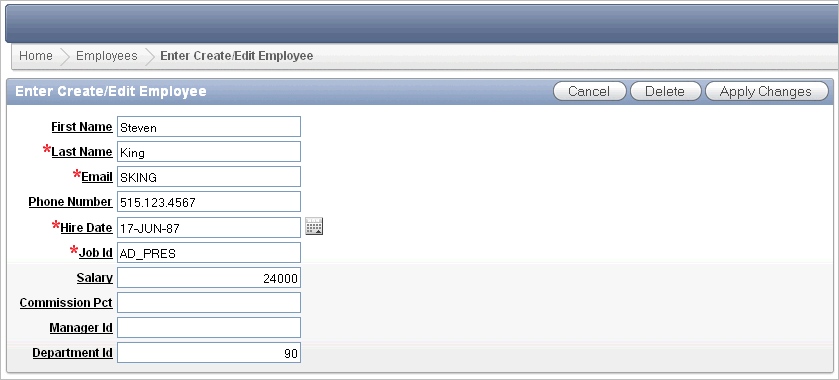 Home Employees Enter Create/Edit Employee
Enter Create/Edit Employee Cancel Delete Apply Changes
First Name Steven
*Last Name King
*Email SKING
Phone Number 515.123.4567
*Hire Date 17-JUN-87
*Job Id AD_PRES
Salary 24000
Commission Pct
Manager Id
Department Id 90